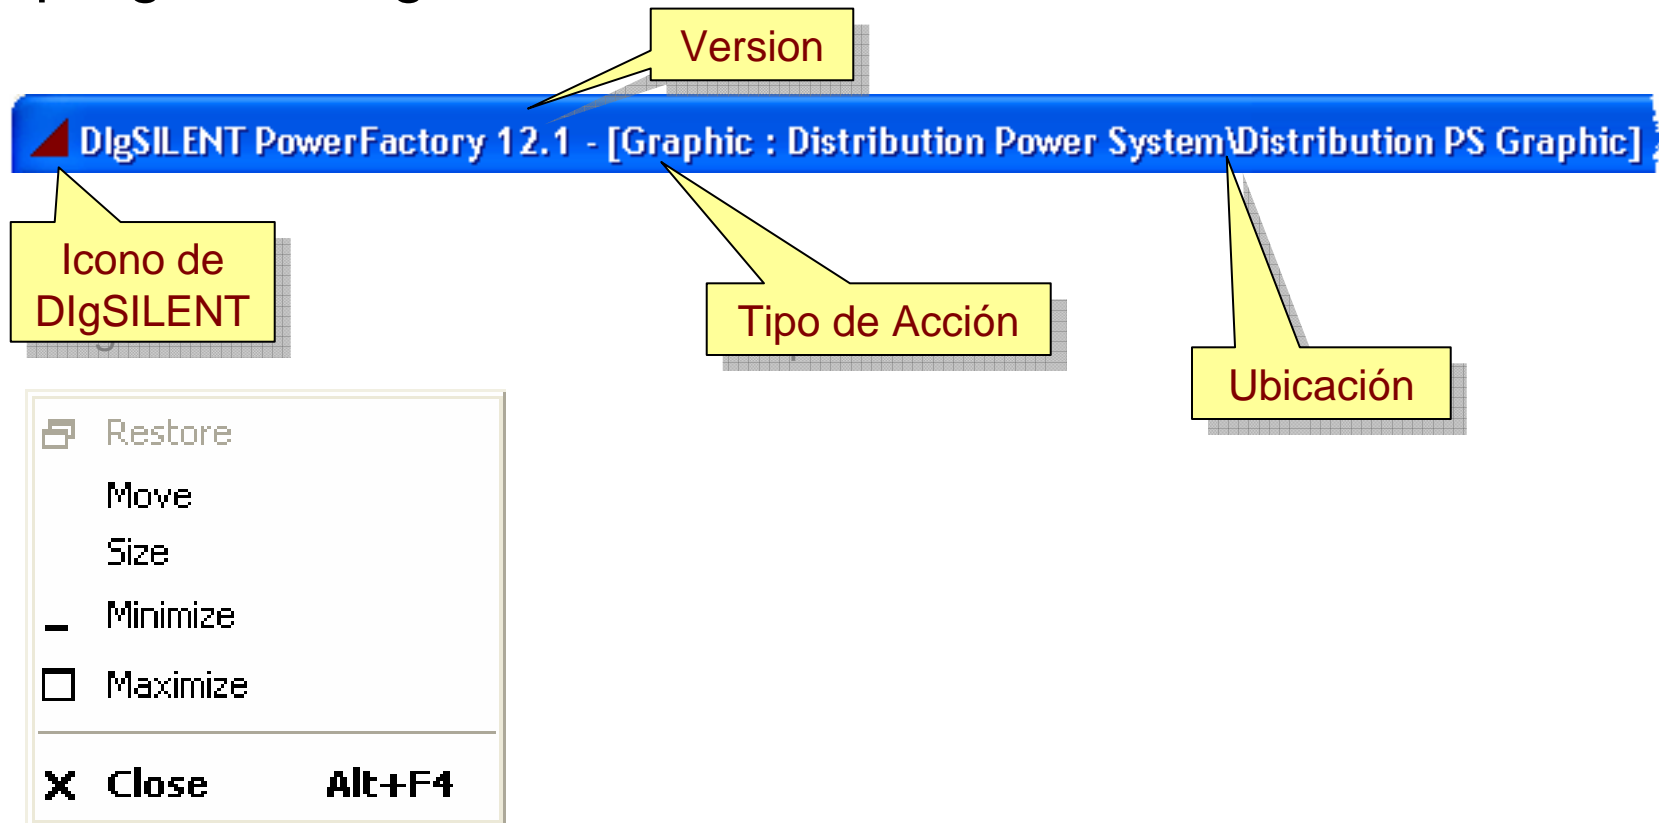 Version
DIgSILENT PowerFactory 12.1 - [Graphic : Distribution Power System\Distribution PS Graphic]
Icono de
DIgSILENT
Tipo de Acción
Ubicación
Restore
Move
Size
Minimize
Maximize
Close Alt+F4